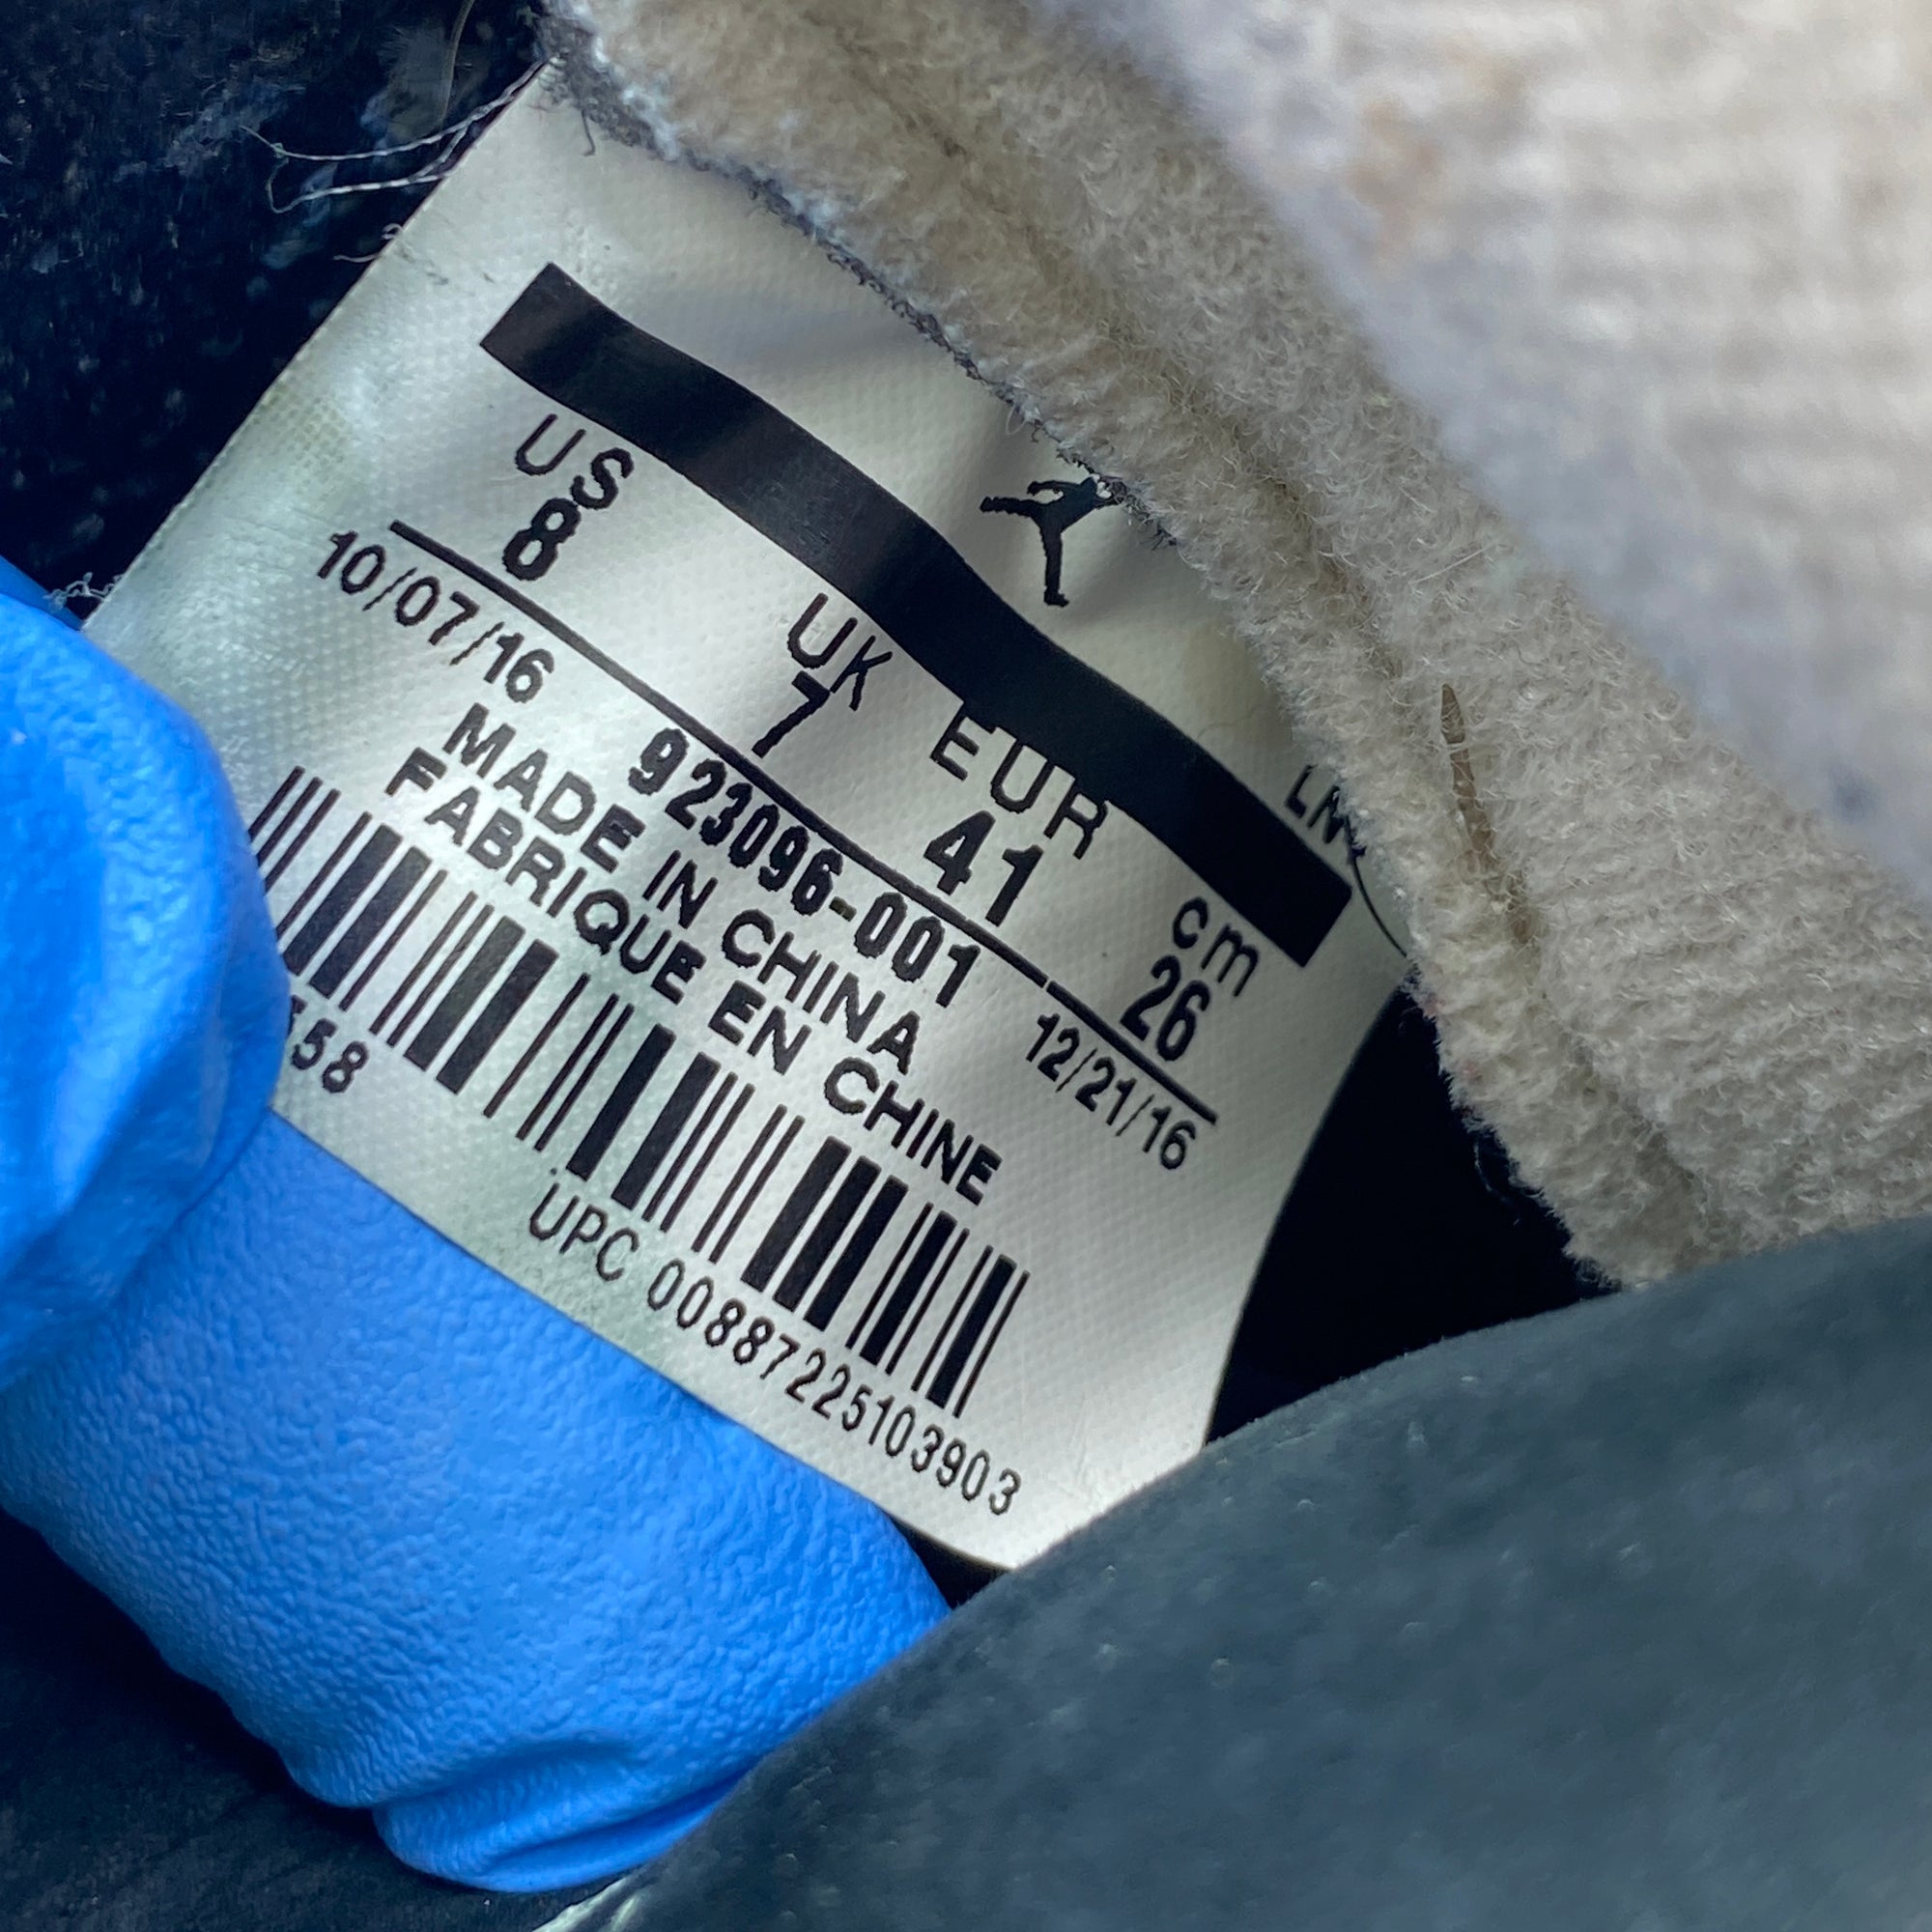 LN
US UK EUR cm
8 7 41 26
10/07/16 923096-001 12/21/16
MADE IN CHINA
FABRIQUE EN CHINE
58
UPC 00887225103903